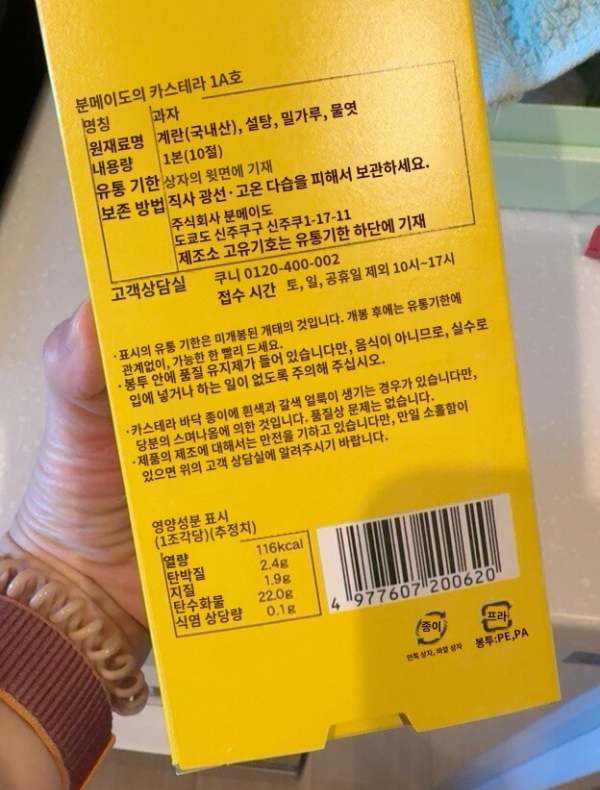 분메이도의 카스테라 1A호
명칭 과자
원재료명 계란(국내산), 설탕, 밀가루, 물엿
내용량 1본(10절)
유통 기한 상자의 윗면에 기재
보존 방법 직사 광선·고온 다습을 피해서 보관하세요.
주식회사 분메이도
도쿄도 신주쿠구 신주쿠1-17-11
제조소 고유기호는 유통기한 하단에 기재
고객상담실 쿠니 0120-400-002
접수 시간 토, 일, 공휴일 제외 10시~17시
·표시의 유통 기한은 미개봉된 개태의 것입니다. 개봉 후에는 유통기한에
관계없이, 가능한 한 빨리 드세요.
·봉투 안에 품질 유지제가 들어 있습니다만, 음식이 아니므로, 실수로
입에 넣거나 하는 일이 없도록 주의해 주십시오.
·카스테라 바닥 종이에 흰색과 갈색 얼룩이 생기는 경우가 있습니다만,
당분의 스며나옴에 의한 것입니다. 품질상 문제는 없습니다.
·제품의 제조에 대해서는 만전을 기하고 있습니다만, 만일 소홀함이
있으면 위의 고객 상담실에 알려주시기 바랍니다.
영양성분 표시
(1조각당)(추정치)
열량 116kcal
탄박질 2.4g
지질 1.9g
탄수화물 22.0g
식염 상당량 0.1g
4 977607 200620
종이
안쪽 상자, 바깥 상자
프라
봉투:PE,PA